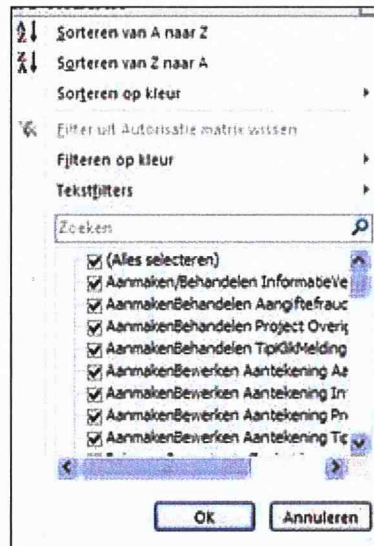 Sorteren van A naar Z
Sorteren van Z naar A
Sorteren op kleur
Filter uit Autorisatie matrix wissen
Filteren op kleur
Tekstfilters
Zoeken
(Alles selecteren)
Aanmaken/Behandelen InformatieVe
AanmakenBehandelen Aangiftefrauc
AanmakenBehandelen Project Overig
AanmakenBehandelen TipKlikMelding
AanmakenBewerken Aantekening Aa
AanmakenBewerken Aantekening In
AanmakenBewerken Aantekening Pro
AanmakenBewerken Aantekening Tip
OK
Annuleren